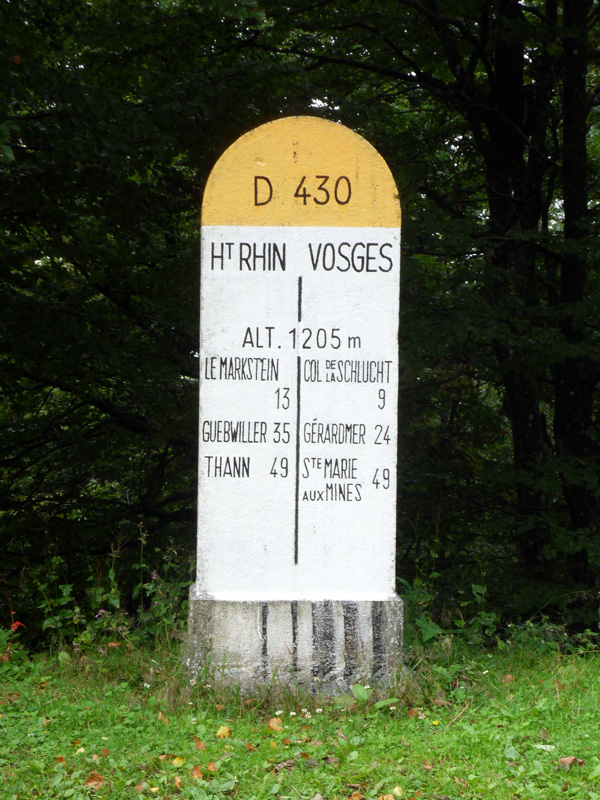 D 430
HT RHIN VOSGES
ALT. 1205 m
LE MARKSTEIN
13
GUEBWILLER 35
THANN 49
COL DE LA SCHLUCHT
9
GÉRARDMER 24
STE MARIE
AUX MINES 49